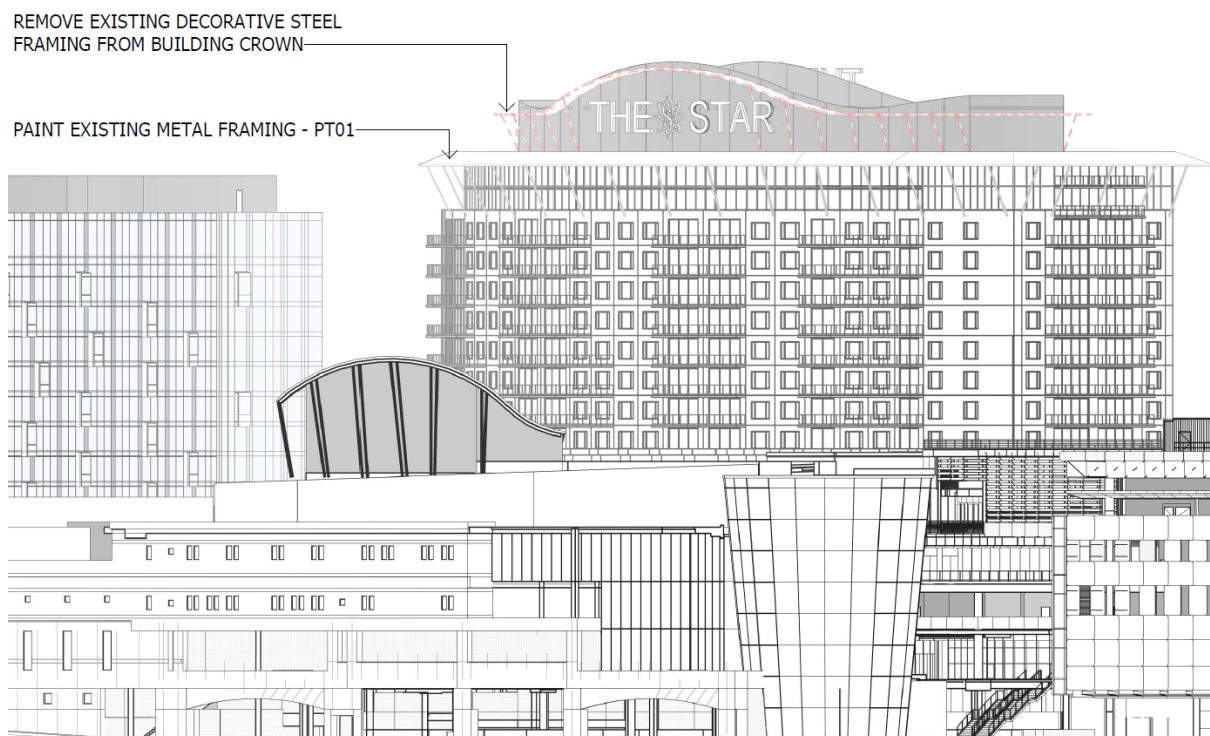 REMOVE EXISTING DECORATIVE STEEL
FRAMING FROM BUILDING CROWN
PAINT EXISTING METAL FRAMING - PT01
THE STAR